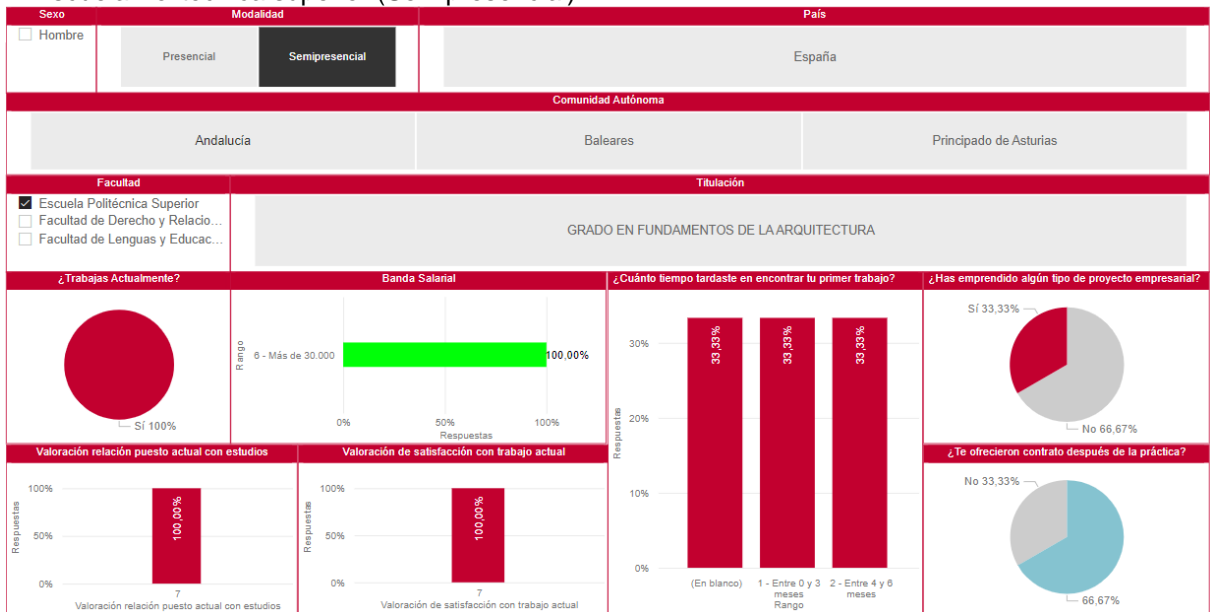 Sexo
Modalidad
País
Hombre
Presencial
Semipresencial
España
Comunidad Autónoma
Andalucía
Baleares
Principado de Asturias
Facultad
Titulación
Escuela Politécnica Superior
Facultad de Derecho y Relacio...
Facultad de Lenguas y Educac...
GRADO EN FUNDAMENTOS DE LA ARQUITECTURA
¿Trabajas Actualmente?
Banda Salarial
¿Cuánto tiempo tardaste en encontrar tu primer trabajo?
¿Has emprendido algún tipo de proyecto empresarial?
Sí 100%
Rango
6 - Más de 30.000
100,00%
0%
50%
100%
Respuestas
Respuestas
30%
20%
10%
0%
33,33%
33,33%
33,33%
(En blanco)
1 - Entre 0 y 3
meses
2 - Entre 4 y 6
meses
Rango
Sí 33,33%
No 66,67%
Valoración relación puesto actual con estudios
Valoración de satisfacción con trabajo actual
¿Te ofrecieron contrato después de la práctica?
Respuestas
100%
50%
0%
100,00%
7
Valoración relación puesto actual con estudios
Respuestas
100%
50%
0%
100,00%
7
Valoración de satisfacción con trabajo actual
No 33,33%
66,67%